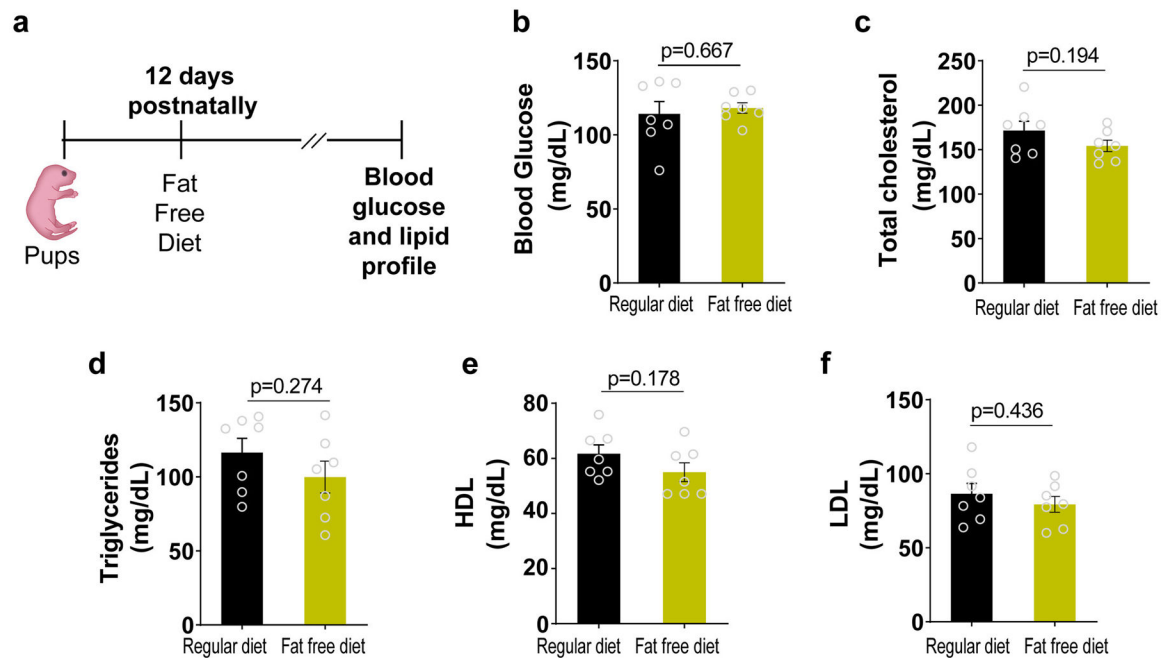 a
12 days
postnatally
Fat
Free
Diet
Pups
Blood
glucose
and lipid
profile
b
Blood Glucose
(mg/dL)
150
100
50
0
p=0.667
Regular diet
Fat free diet
c
Total cholesterol
(mg/dL)
250
200
150
100
50
0
p=0.194
Regular diet
Fat free diet
d
Triglycerides
(mg/dL)
150
100
50
0
p=0.274
Regular diet
Fat free diet
e
HDL
(mg/dL)
80
60
40
20
0
p=0.178
Regular diet
Fat free diet
f
LDL
(mg/dL)
150
100
50
0
p=0.436
Regular diet
Fat free diet